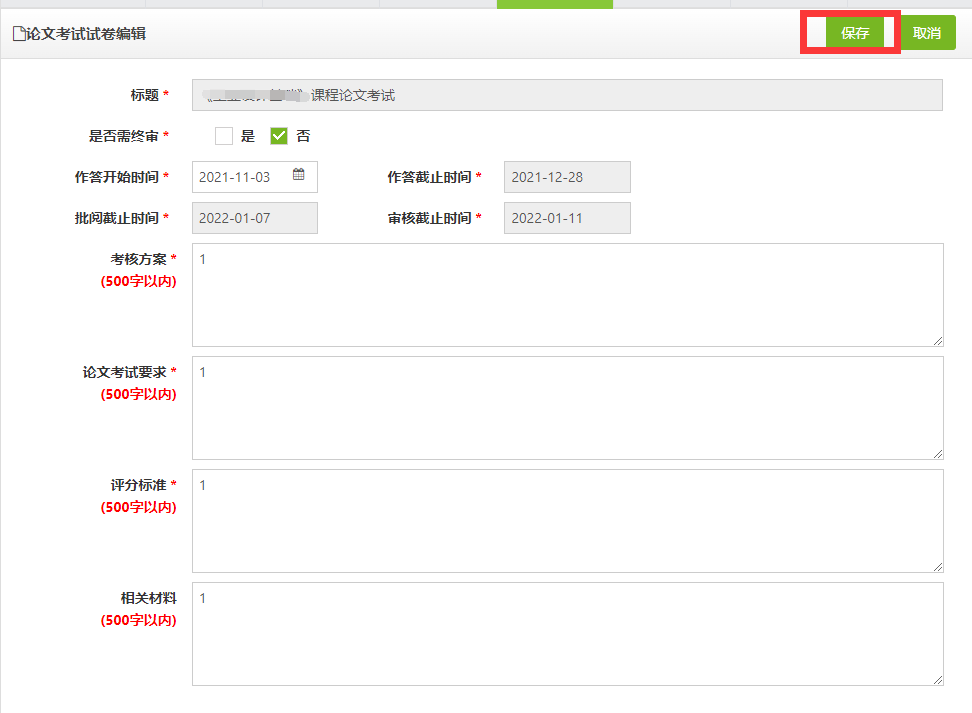 论文考试试卷编辑
保存
取消
标题 *
课程论文考试
是否需终审 *
是
否
作答开始时间 *
2021-11-03
作答截止时间 *
2021-12-28
批阅截止时间 *
2022-01-07
审核截止时间 *
2022-01-11
考核方案 *
(500字以内)
1
论文考试要求 *
(500字以内)
1
评分标准 *
(500字以内)
1
相关材料
(500字以内)
1